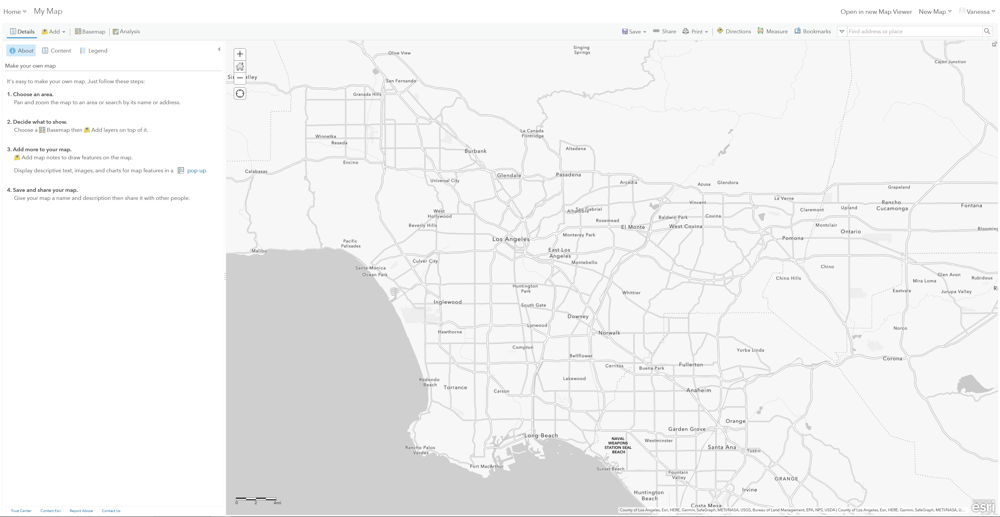 Home My Map Open in new Map Viewer New Map Vanessa
Details Add Basemap Analysis Save Share Print Directions Measure Bookmarks Find address or place
About Content Legend
Make your own map
It's easy to make your own map. Just follow these steps:
1. Choose an area.
Pan and zoom the map to an area or search by its name or address.
2. Decide what to show.
Choose a Basemap then Add layers on top of it.
3. Add more to your map.
Add map notes to draw features on the map.
Display descriptive text, images, and charts for map features in a pop-up.
4. Save and share your map.
Give your map a name and description then share it with other people.
Trust Center Contact Esri Report Abuse Contact Us
Singing
Springs
Olive View
Cajon Junction
San Fernando
Granada Hills
La Canada
Flintridge
Winnetka
Reseda
Altadena
Burbank
Encino
Calabasas
Glendale
Pasadena
Universal City
Arcadia
Azusa
Glendora
Grapeland
La Verne
Vincent
Rancho
Cucamonga
Fontana
Upland
Claremont
San Gabriel
Alhambra
West
Hollywood
Covina
Baldwin Park
Rosemead
Beverly Hills
El Monte
West Covina
Montclair
Ontario
Monterey Park
Pomona
Los Angeles
Pacific
Palisades
Malibu
East Los
Angeles
Culver City
Montebello
Chino
Santa Monica
Ocean Park
Chino Hills
Glen Avon
Rubidoux
Mira Loma
Huntington
Park
Whittier
Eastvale
Jurupa Valley
Inglewood
South Gate
Downey
Lynwood
Norco
Hawthorne
Norwalk
Compton
Yorba Linda
Bellflower
Corona
Cerritos
Buena Park
Fullerton
Lakewood
Redondo
Beach
Torrance
Carson
Anaheim
Orange
Garden Grove
Long Beach
NAVAL
WEAPONS
STATION SEAL
BEACH
Westminster
Santa Ana
Tustin
Rancho Palos
Verdes
Fort MacArthur
Sunset Beach
Fountain
Valley
ORANGE
Irvine
Huntington
Beach
Costa Mesa
0 2 4mi
County of Los Angeles, Esri, HERE, Garmin, SafeGraph, METI/NASA, USGS, Bureau of Land Management, EPA, NPS, USDA | County of Los Angeles, Esri, HERE, Garmin, SafeGraph, METI/NASA, U...
POWERED BY
esri